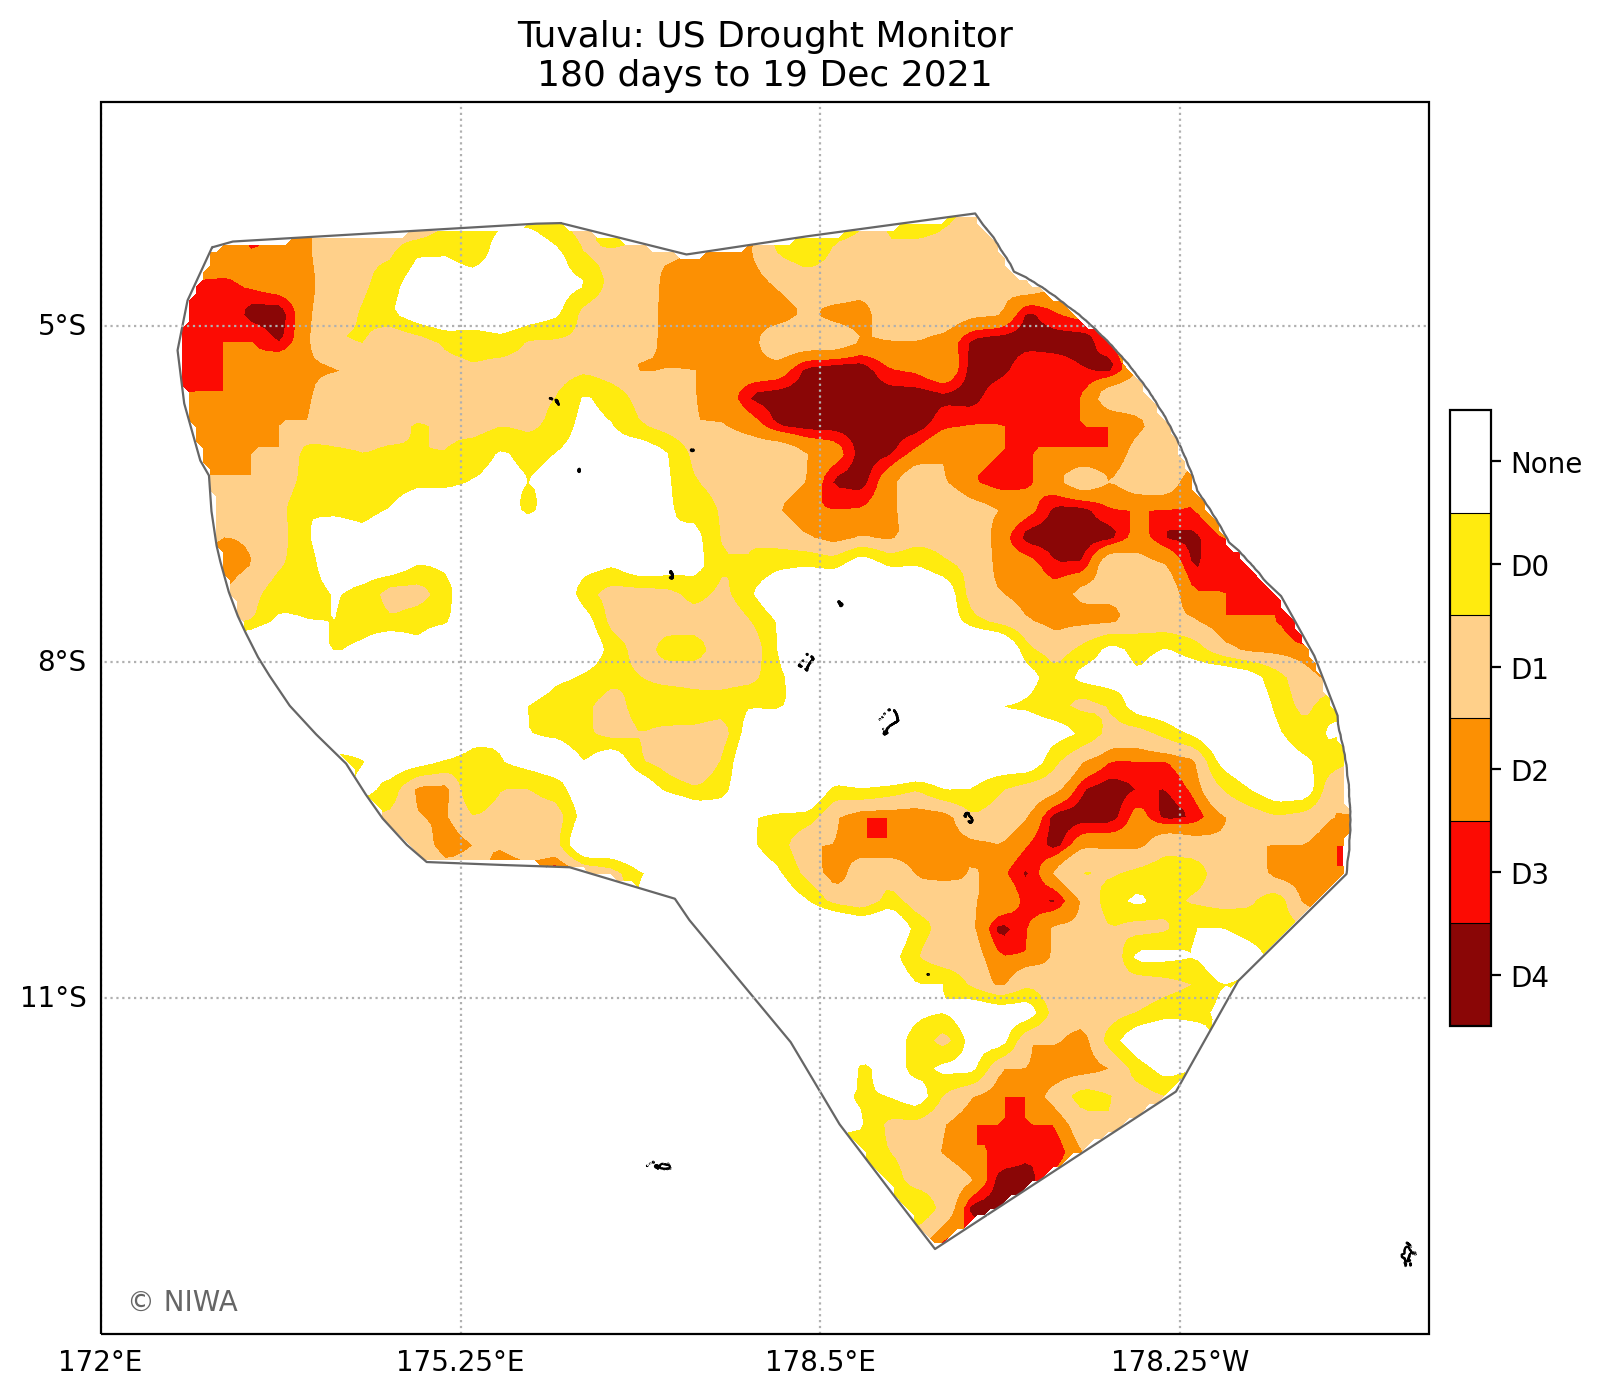 Tuvalu: US Drought Monitor
180 days to 19 Dec 2021
5°S
8°S
11°S
172°E
175.25°E
178.5°E
178.25°W
None
D0
D1
D2
D3
D4
© NIWA